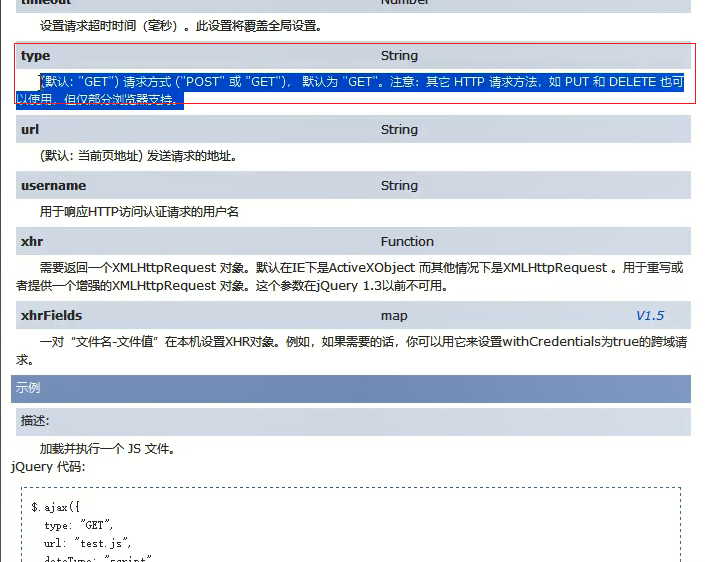 timeout Number
设置请求超时时间（毫秒）。此设置将覆盖全局设置。
type String
(默认: "GET") 请求方式 ("POST" 或 "GET")， 默认为 "GET"。注意：其它 HTTP 请求方法，如 PUT 和 DELETE 也可
以使用，但仅部分浏览器支持。
url String
(默认: 当前页地址) 发送请求的地址。
username String
用于响应HTTP访问认证请求的用户名
xhr Function
需要返回一个XMLHttpRequest 对象。默认在IE下是ActiveXObject 而其他情况下是XMLHttpRequest 。用于重写或
者提供一个增强的XMLHttpRequest 对象。这个参数在jQuery 1.3以前不可用。
xhrFields map V1.5
一对“文件名-文件值”在本机设置XHR对象。例如，如果需要的话，你可以用它来设置withCredentials为true的跨域请
求。
示例
描述:
加载并执行一个 JS 文件。
jQuery 代码:
$.ajax({
type: "GET",
url: "test.js",
dataType: "script"